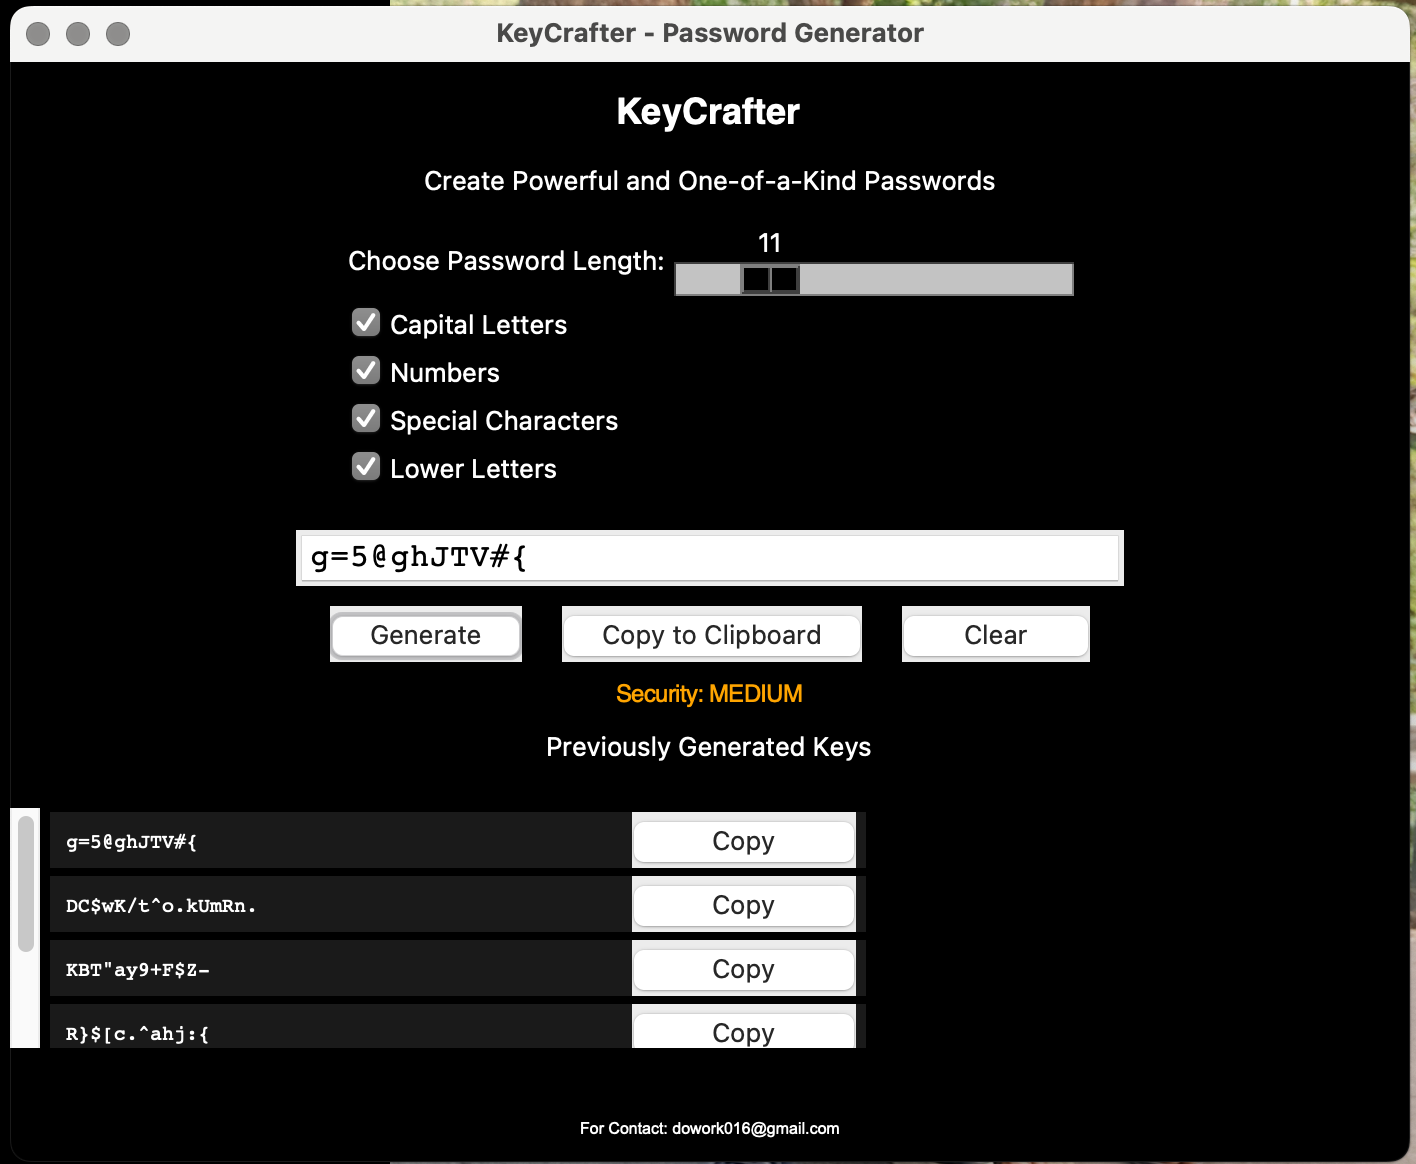 KeyCrafter - Password Generator
KeyCrafter
Create Powerful and One-of-a-Kind Passwords
11
Choose Password Length:
Capital Letters
Numbers
Special Characters
Lower Letters
g=5@ghJTV#{
Generate Copy to Clipboard Clear
Security: MEDIUM
Previously Generated Keys
g=5@ghJTV#{ Copy
DC$wK/t^o.kUmRn. Copy
KBT"ay9+F$Z- Copy
R}$[c.^ahj:{ Copy
For Contact: dowork016@gmail.com